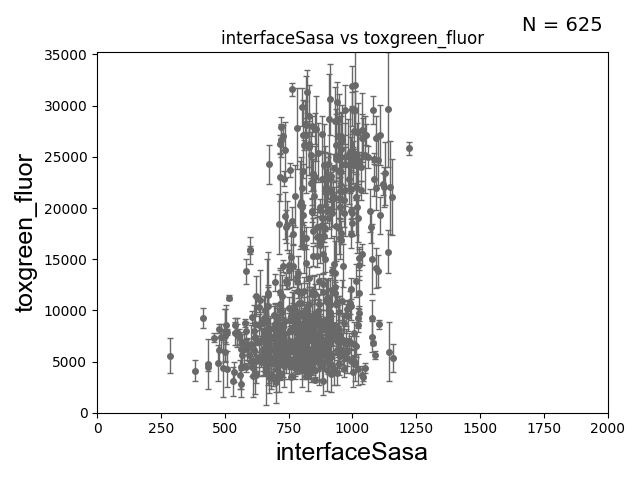 N = 625
interfaceSasa vs toxgreen_fluor
35000
30000
25000
20000
15000
10000
5000
0
toxgreen_fluor
0 250 500 750 1000 1250 1500 1750 2000
interfaceSasa